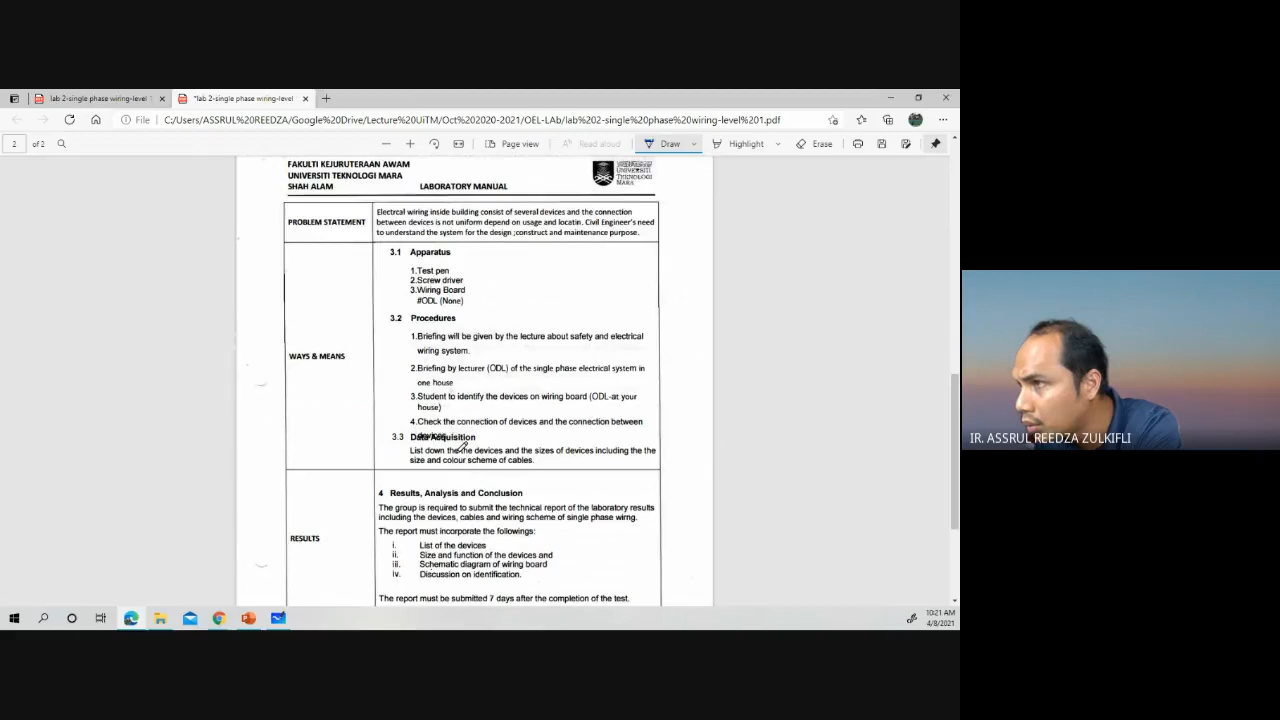 lab 2-single phase wiring-level 1
*lab 2-single phase wiring-level
File
C:/Users/ASSRUL%20REEDZA/Google%20Drive/Lecture%20UiTM/Oct%202020-2021/OEL-LAb/lab%202-single%20phase%20wiring-level%201.pdf
2 of 2
Page view
Read aloud
Draw
Highlight
Erase
FAKULTI KEJURUTERAAN AWAM
UNIVERSITI TEKNOLOGI MARA
SHAH ALAM LABORATORY MANUAL
UNIVERSITI
TEKNOLOGI
MARA
PROBLEM STATEMENT
Electrcal wiring inside building consist of several devices and the connection
between devices is not uniform depend on usage and locatin. Civil Engineer's need
to understand the system for the design ;construct and maintenance purpose.
WAYS & MEANS
3.1 Apparatus
1.Test pen
2.Screw driver
3.Wiring Board
#ODL (None)
3.2 Procedures
1.Briefing will be given by the lecture about safety and electrical
wiring system.
2.Briefing by lecturer (ODL) of the single phase electrical system in
one house
3.Student to identify the devices on wiring board (ODL-at your
house)
4.Check the connection of devices and the connection between
3.3 Data Acquisition
List down the the devices and the sizes of devices including the the
size and colour scheme of cables.
RESULTS
4 Results, Analysis and Conclusion
The group is required to submit the technical report of the laboratory results
including the devices, cables and wiring scheme of single phase wirng.
The report must incorporate the followings:
i. List of the devices
ii. Size and function of the devices and
iii. Schematic diagram of wiring board
iv. Discussion on identification.
The report must be submitted 7 days after the completion of the test.
10:21 AM
4/8/2021
IR. ASSRUL REEDZA ZULKIFLI